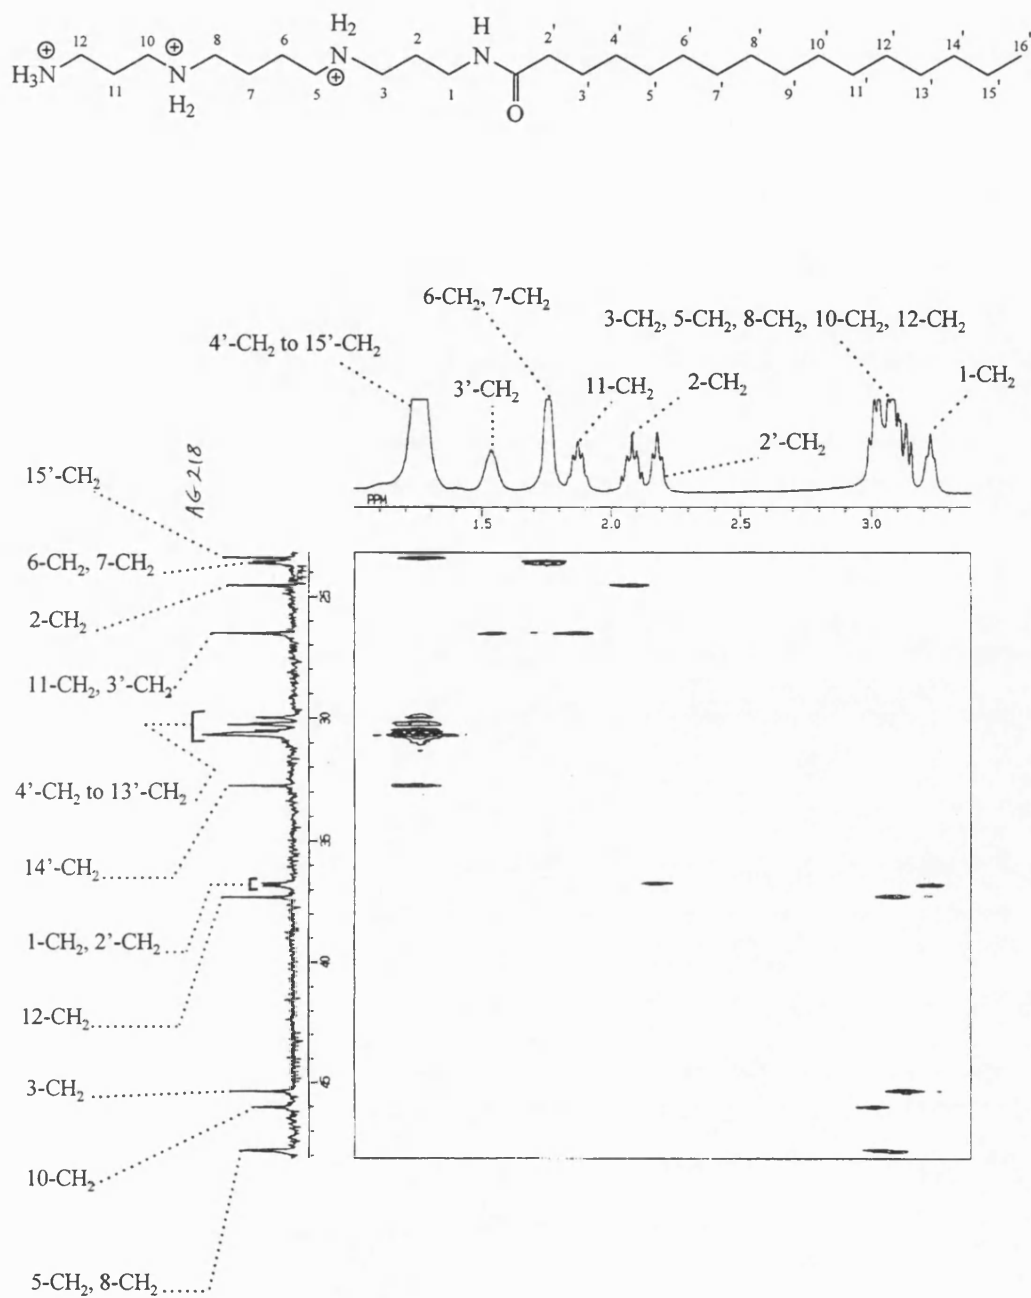 H₂ H
⊕ 12 10 ⊕ 8 6 N 2 N 2' 4' 6' 8' 10' 12' 14' 16'
H₃N 11 N 7 5 ⊕ 3 1 3' 5' 7' 9' 11' 13' 15'
H₂ O
6-CH₂, 7-CH₂
3-CH₂, 5-CH₂, 8-CH₂, 10-CH₂, 12-CH₂
4'-CH₂ to 15'-CH₂
3'-CH₂
11-CH₂
2-CH₂
1-CH₂
2'-CH₂
AG 218
PPM
1.5 2.0 2.5 3.0
15'-CH₂
6-CH₂, 7-CH₂
2-CH₂
11-CH₂, 3'-CH₂
30
4'-CH₂ to 13'-CH₂
35
14'-CH₂
1-CH₂, 2'-CH₂
40
12-CH₂
45
3-CH₂
10-CH₂
5-CH₂, 8-CH₂